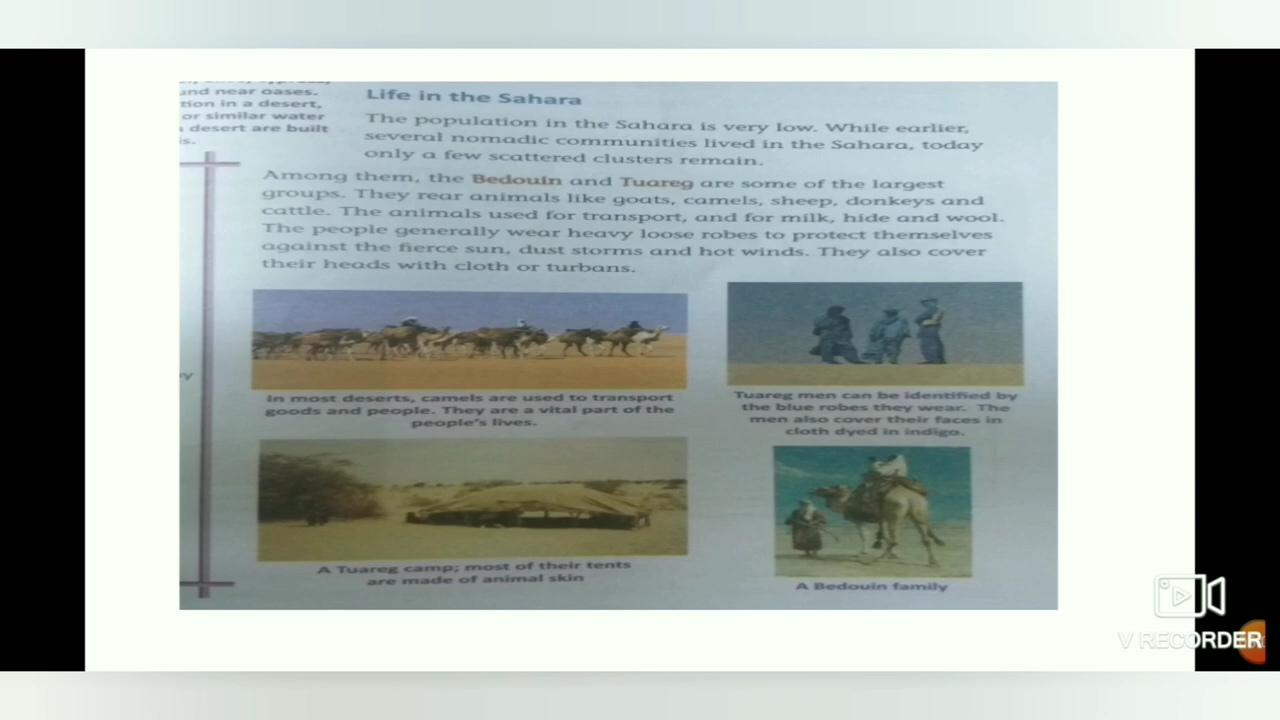 und near oases.
tion in a desert,
or similar water
desert are built
is.
Life in the Sahara
The population in the Sahara is very low. While earlier,
several nomadic communities lived in the Sahara, today
only a few scattered clusters remain.
Among them, the Bedouin and Tuareg are some of the largest
groups. They rear animals like goats, camels, sheep, donkeys and
cattle. The animals used for transport, and for milk, hide and wool.
The people generally wear heavy loose robes to protect themselves
against the fierce sun, dust storms and hot winds. They also cover
their heads with cloth or turbans.
In most deserts, camels are used to transport
goods and people. They are a vital part of the
people's lives.
Tuareg men can be identified by
the blue robes they wear. The
men also cover their faces in
cloth dyed in indigo.
A Tuareg camp; most of their tents
are made of animal skin
A Bedouin family
V RECORDER